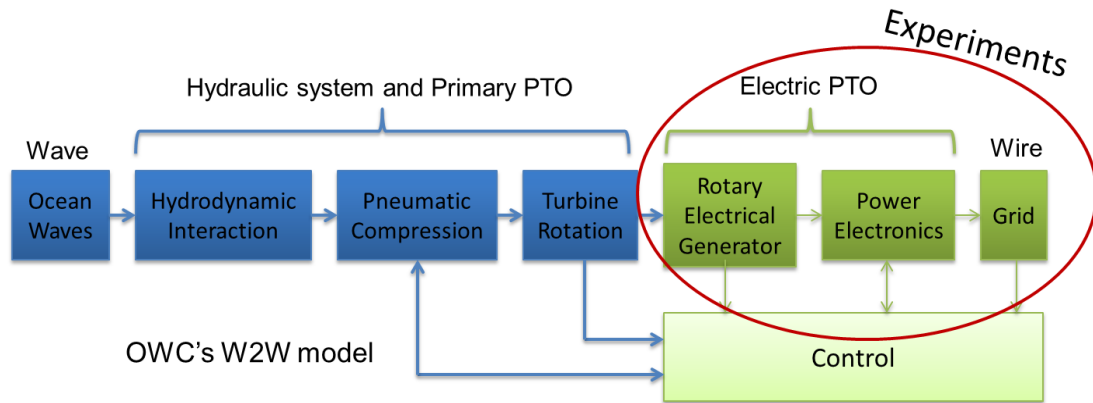 Experiments
Hydraulic system and Primary PTO
Electric PTO
Wave
Wire
Ocean
Waves
Hydrodynamic
Interaction
Pneumatic
Compression
Turbine
Rotation
Rotary
Electrical
Generator
Power
Electronics
Grid
OWC's W2W model
Control